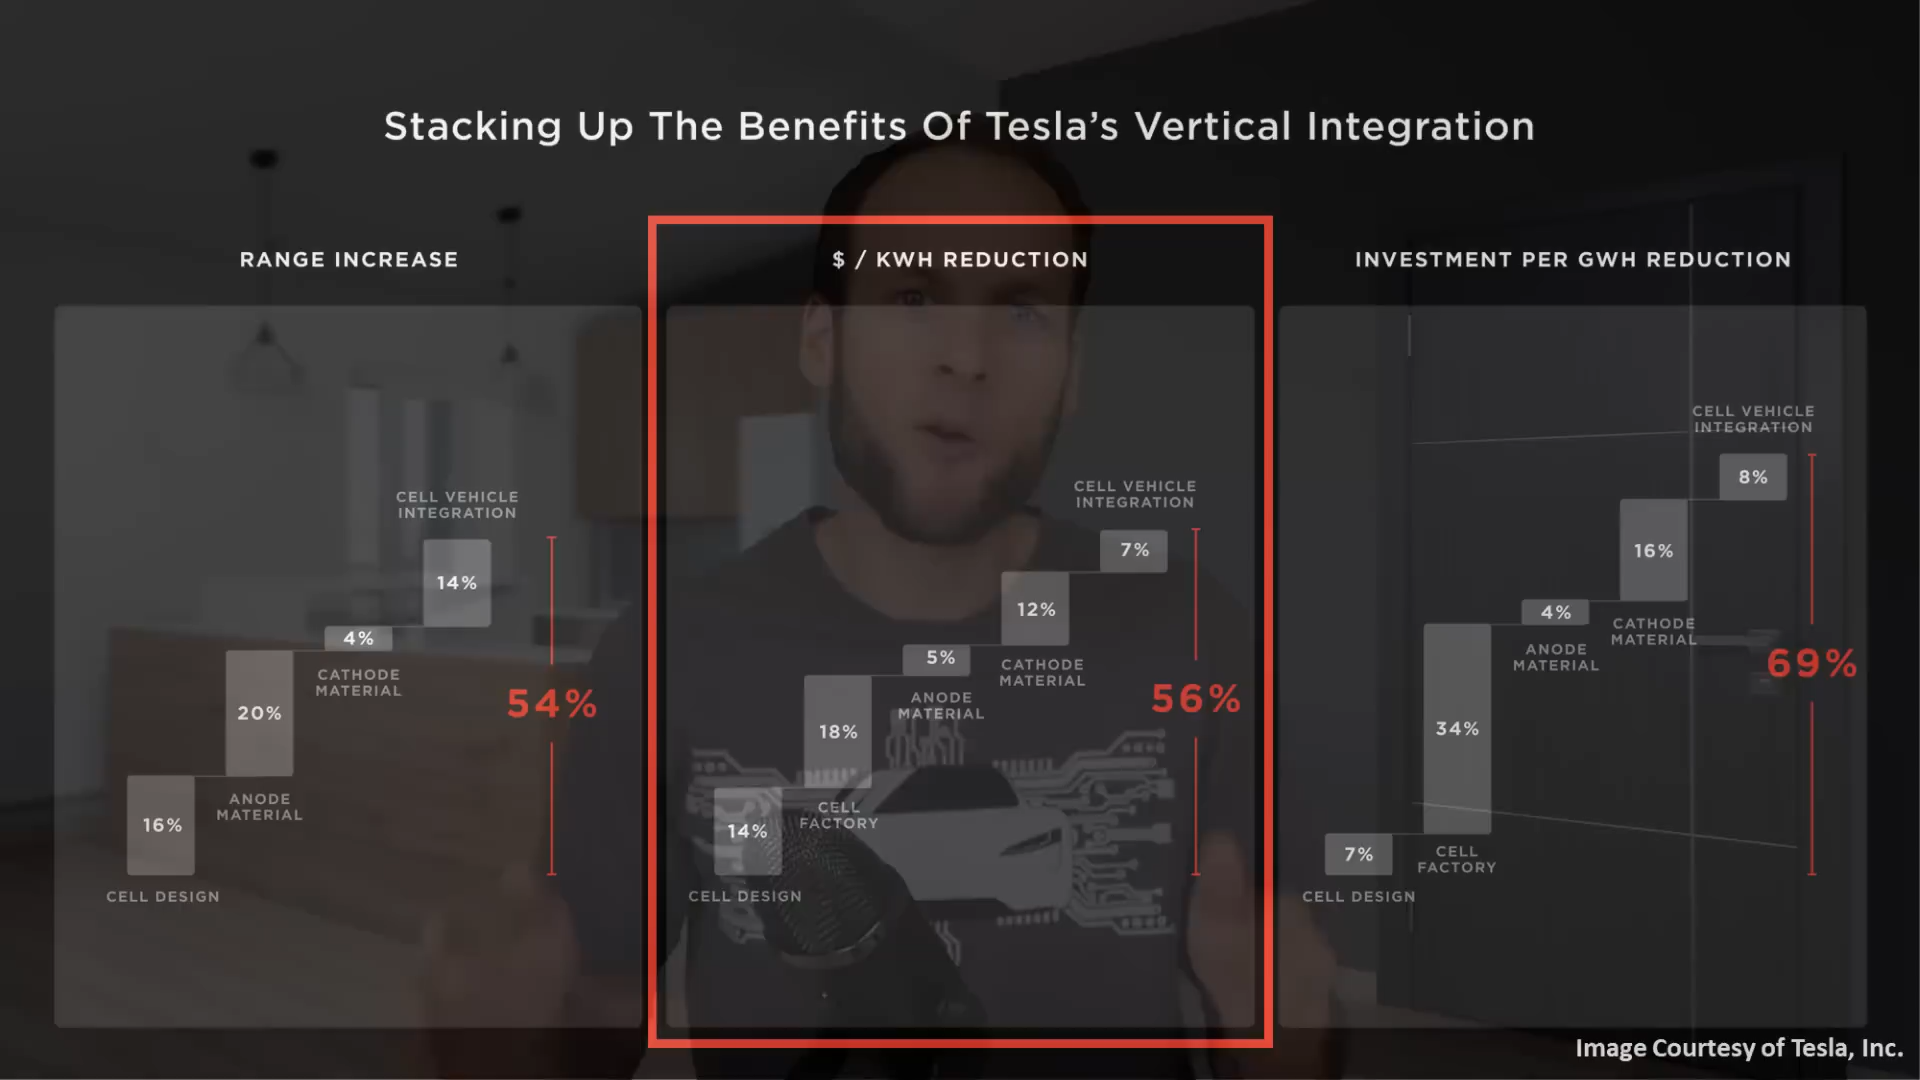 Stacking Up The Benefits Of Tesla's Vertical Integration
RANGE INCREASE
CELL VEHICLE
INTEGRATION
14%
4%
CATHODE
MATERIAL
20%
54%
ANODE
MATERIAL
16%
CELL DESIGN
$ / KWH REDUCTION
CELL VEHICLE
INTEGRATION
7%
12%
CATHODE
MATERIAL
5%
ANODE
MATERIAL
56%
18%
CELL
FACTORY
14%
CELL DESIGN
INVESTMENT PER GWH REDUCTION
CELL VEHICLE
INTEGRATION
8%
16%
CATHODE
MATERIAL
4%
ANODE
MATERIAL
69%
34%
CELL
FACTORY
7%
CELL DESIGN
Image Courtesy of Tesla, Inc.